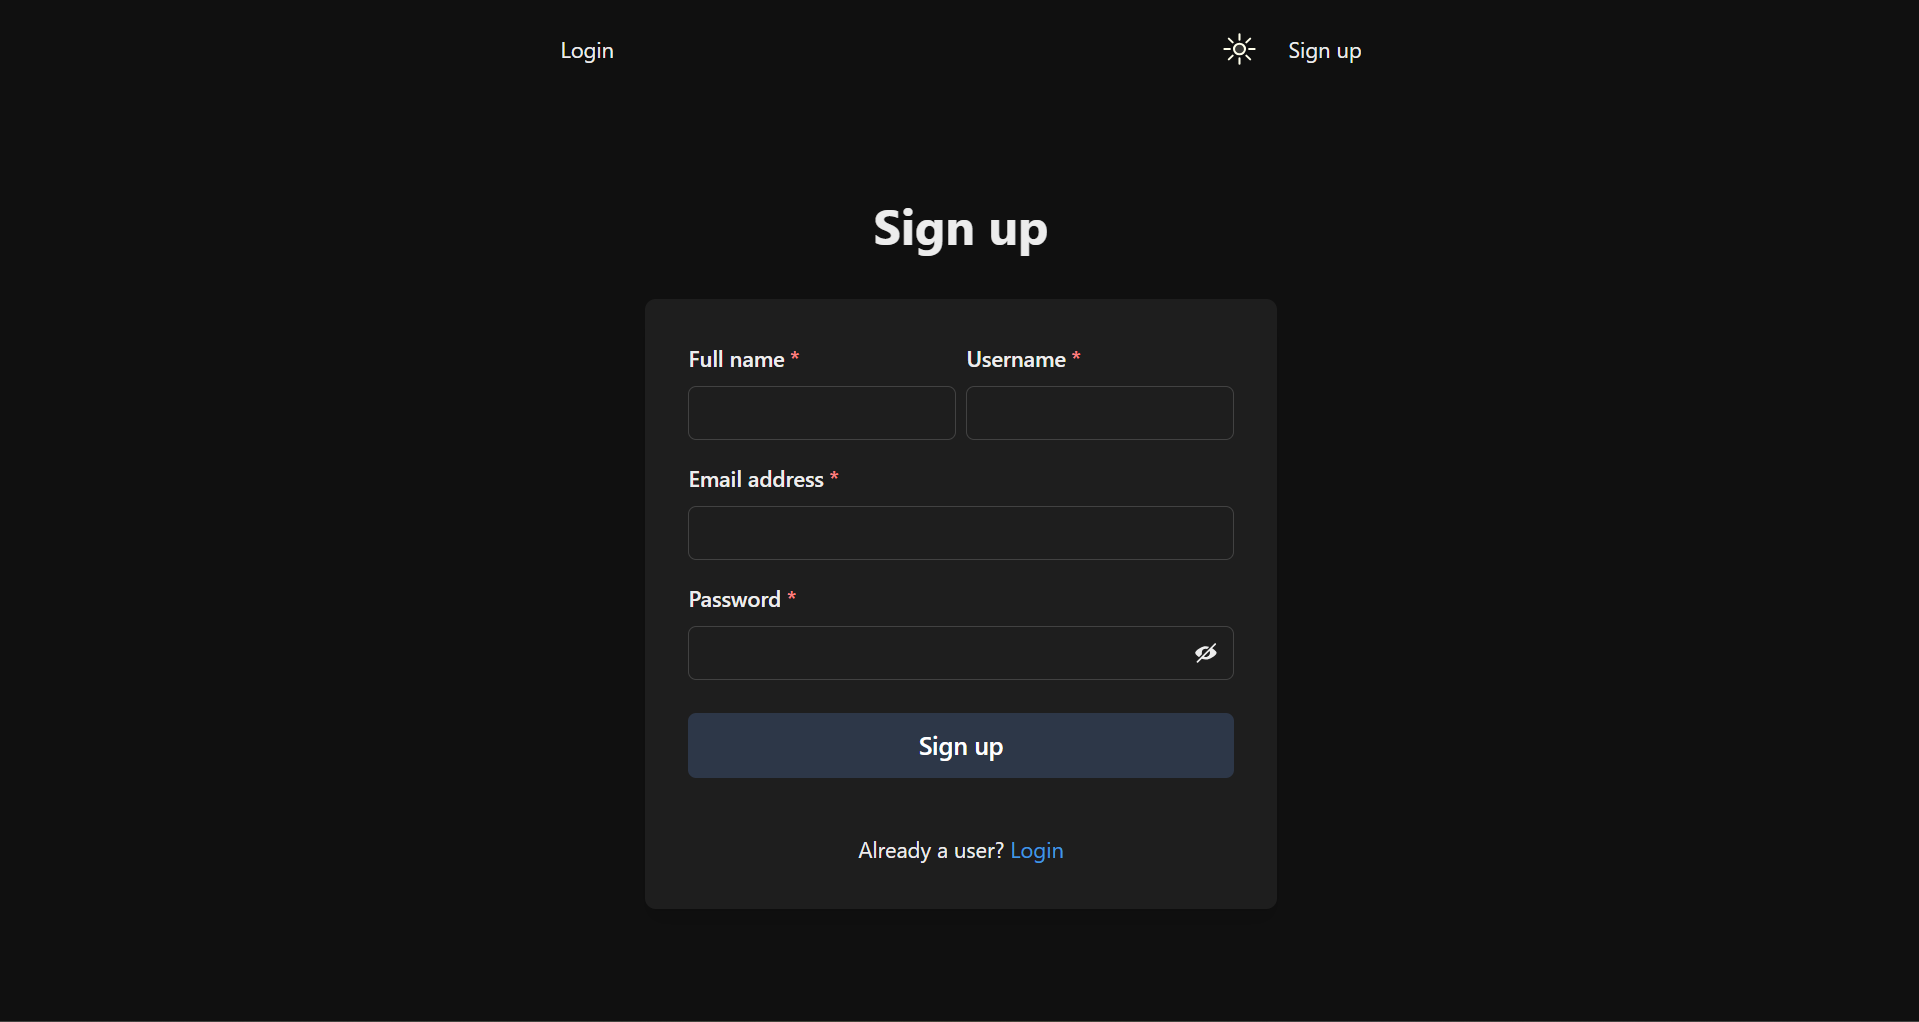 Login
Sign up
Sign up
Full name *
Username *
Email address *
Password *
Sign up
Already a user? Login